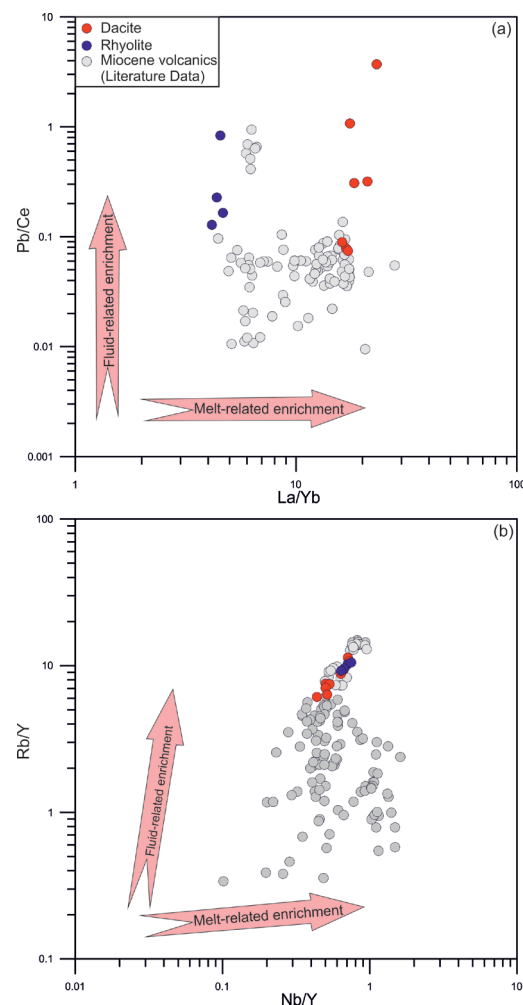 (a)
Dacite
Rhyolite
Miocene volcanics
(Literature Data)
10
1
0.1
0.01
0.001
Pb/Ce
Fluid-related enrichment
Melt-related enrichment
1
10
100
La/Yb
(b)
100
10
1
0.1
Rb/Y
Fluid-related enrichment
Melt-related enrichment
0.01
0.1
1
10
Nb/Y